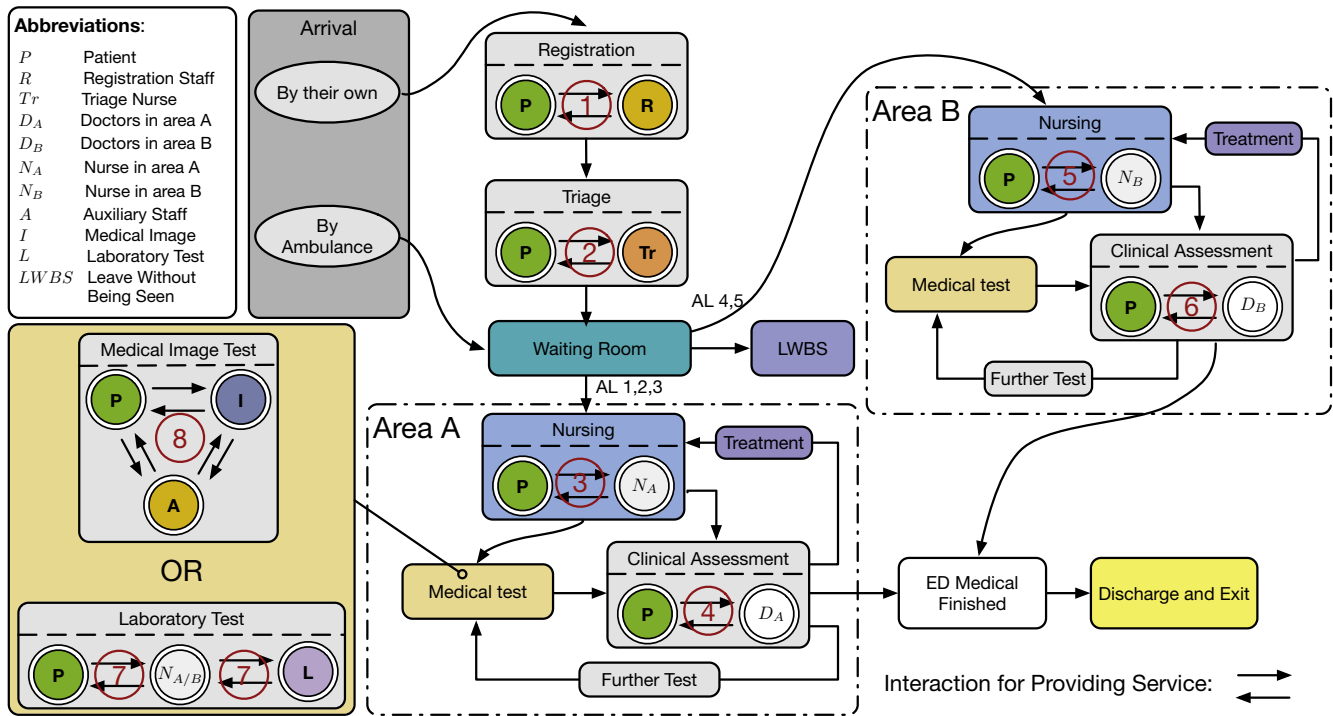 Abbreviations:
P Patient
R Registration Staff
Tr Triage Nurse
D_A Doctors in area A
D_B Doctors in area B
N_A Nurse in area A
N_B Nurse in area B
A Auxiliary Staff
I Medical Image
L Laboratory Test
LWBS Leave Without
Being Seen
Arrival
By their own
By
Ambulance
Registration
P 1 R
Triage
P 2 Tr
Waiting Room
LWBS
AL 4,5
AL 1,2,3
Area B
Nursing
P 5 N_B
Treatment
Clinical Assessment
P 6 D_B
Medical test
Further Test
Medical Image Test
P I
8
A
OR
Laboratory Test
P 7 N_A/B 7 L
Area A
Nursing
P 3 N_A
Treatment
Clinical Assessment
P 4 D_A
Medical test
Further Test
ED Medical
Finished
Discharge and Exit
Interaction for Providing Service: